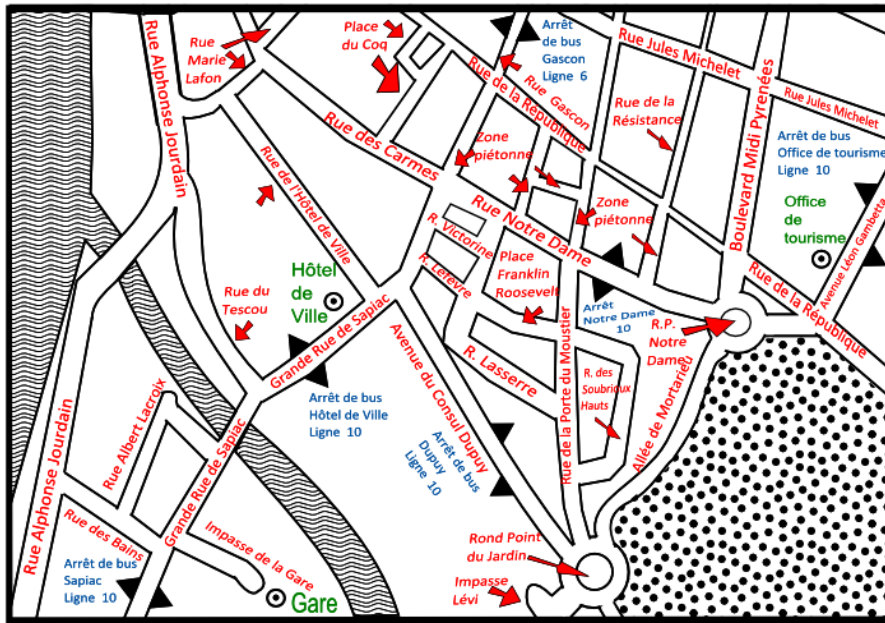 Rue Alphonse Jourdain
Rue
Marie
Lafon
Place
du Coq
Arrêt
de bus
Gascon
Ligne 6
Rue Jules Michelet
Rue Jules Michelet
Rue Gascon
Rue de la République
Rue de la
Résistance
Boulevard Midi Pyrenées
Arrêt de bus
Office de tourisme
Ligne 10
Rue des Carmes
Zone
piétonne
Rue de l'Hôtel de Ville
Zone
piétonne
Office
de
tourisme
Avenue Léon Gambetta
Rue Notre Dame
R. Victorine
R. Lefèvre
Place
Franklin
Roosevelt
Rue de la République
Hôtel
de
Ville
Rue du
Tescou
Grande Rue de Sapiac
Arrêt
Notre Dame
10
R.P.
Notre
Dame
Avenue du Consul Dupuy
R. Lasserre
Rue de la Porte du Moustier
R. des
Soubrioux
Hauts
Allée de Mortarieu
Arrêt de bus
Hôtel de Ville
Ligne 10
Arrêt de bus
Dupuy
Ligne 10
Rue Albert Lacroix
Grande Rue de Sapiac
Rue Alphonse Jourdain
Rue des Bains
Impasse de la Gare
Arrêt de bus
Sapiac
Ligne 10
Gare
Rond Point
du Jardin
Impasse
Lévi